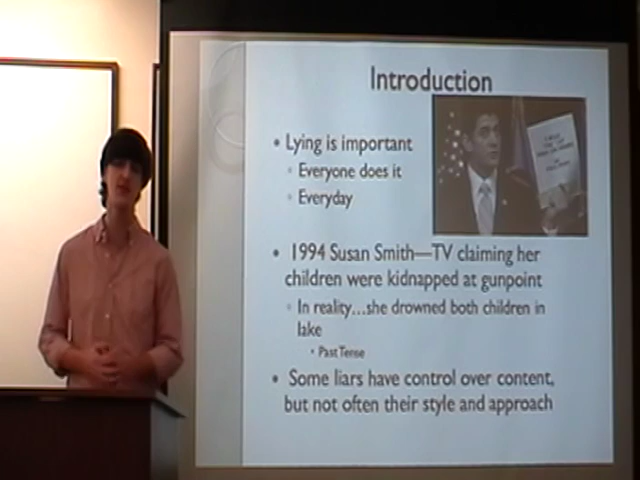 Introduction
• Lying is important
◦ Everyone does it
◦ Everyday
• 1994 Susan Smith—TV claiming her
children were kidnapped at gunpoint
◦ In reality…she drowned both children in
lake
• Past Tense
• Some liars have control over content,
but not often their style and approach